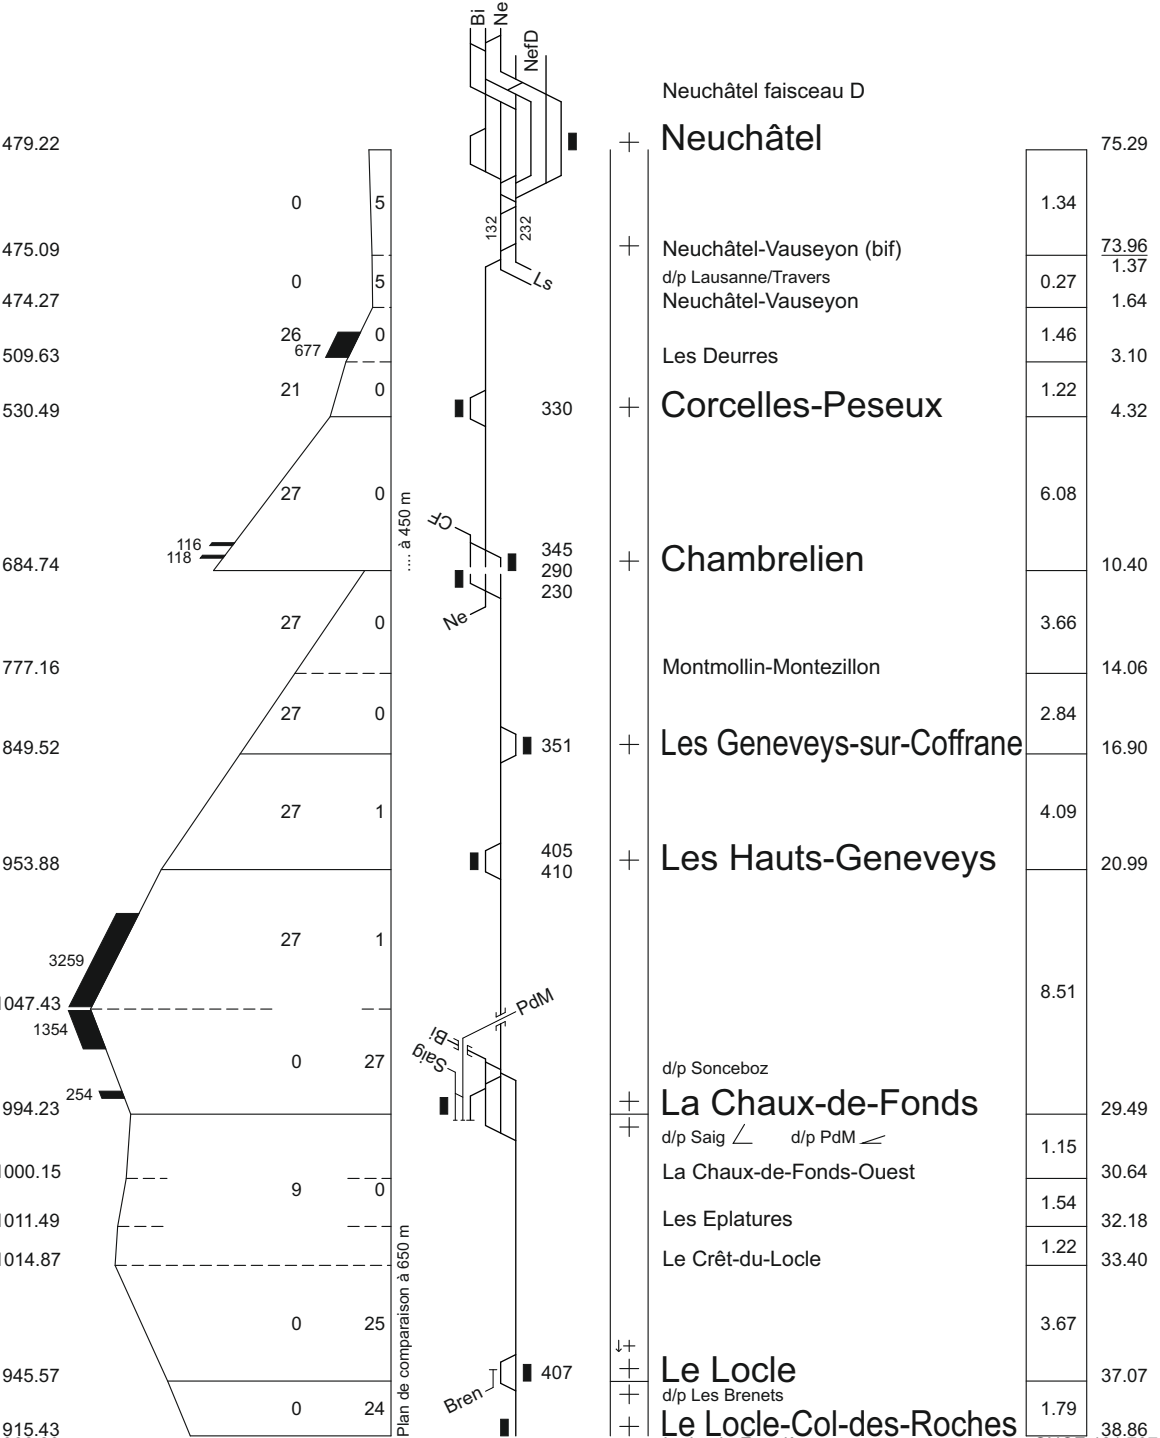 Bi
Ne
NefD
Neuchâtel faisceau D
479.22 Neuchâtel 75.29
0 5 1.34
132 232
475.09 Neuchâtel-Vauseyon (bif) 73.96
1.37
0 5 Ls d/p Lausanne/Travers 0.27
474.27 Neuchâtel-Vauseyon 1.64
26 0 1.46
677
509.63 Les Deurres 3.10
21 0 1.22
530.49 330 Corcelles-Peseux 4.32
27 0 6.08
.... à 450 m
CF
116 345
118
684.74 290 Chambrelien 10.40
230
Ne
27 0 3.66
777.16 Montmollin-Montezillon 14.06
27 0 2.84
849.52 351 Les Geneveys-sur-Coffrane 16.90
27 1 4.09
953.88 405 Les Hauts-Geneveys 20.99
410
27 1
3259
8.51
1047.43 PdM
1354
Bi
Saig
0 27 d/p Sonceboz
254
994.23 La Chaux-de-Fonds 29.49
d/p Saig d/p PdM 1.15
1000.15 La Chaux-de-Fonds-Ouest 30.64
9 0 1.54
1011.49 Les Eplatures 32.18
1.22
1014.87 Le Crêt-du-Locle 33.40
Plan de comparaison à 650 m
0 25 3.67
945.57 407 Le Locle 37.07
Bren d/p Les Brenets
0 24 1.79
915.43 Le Locle-Col-des-Roches 38.86